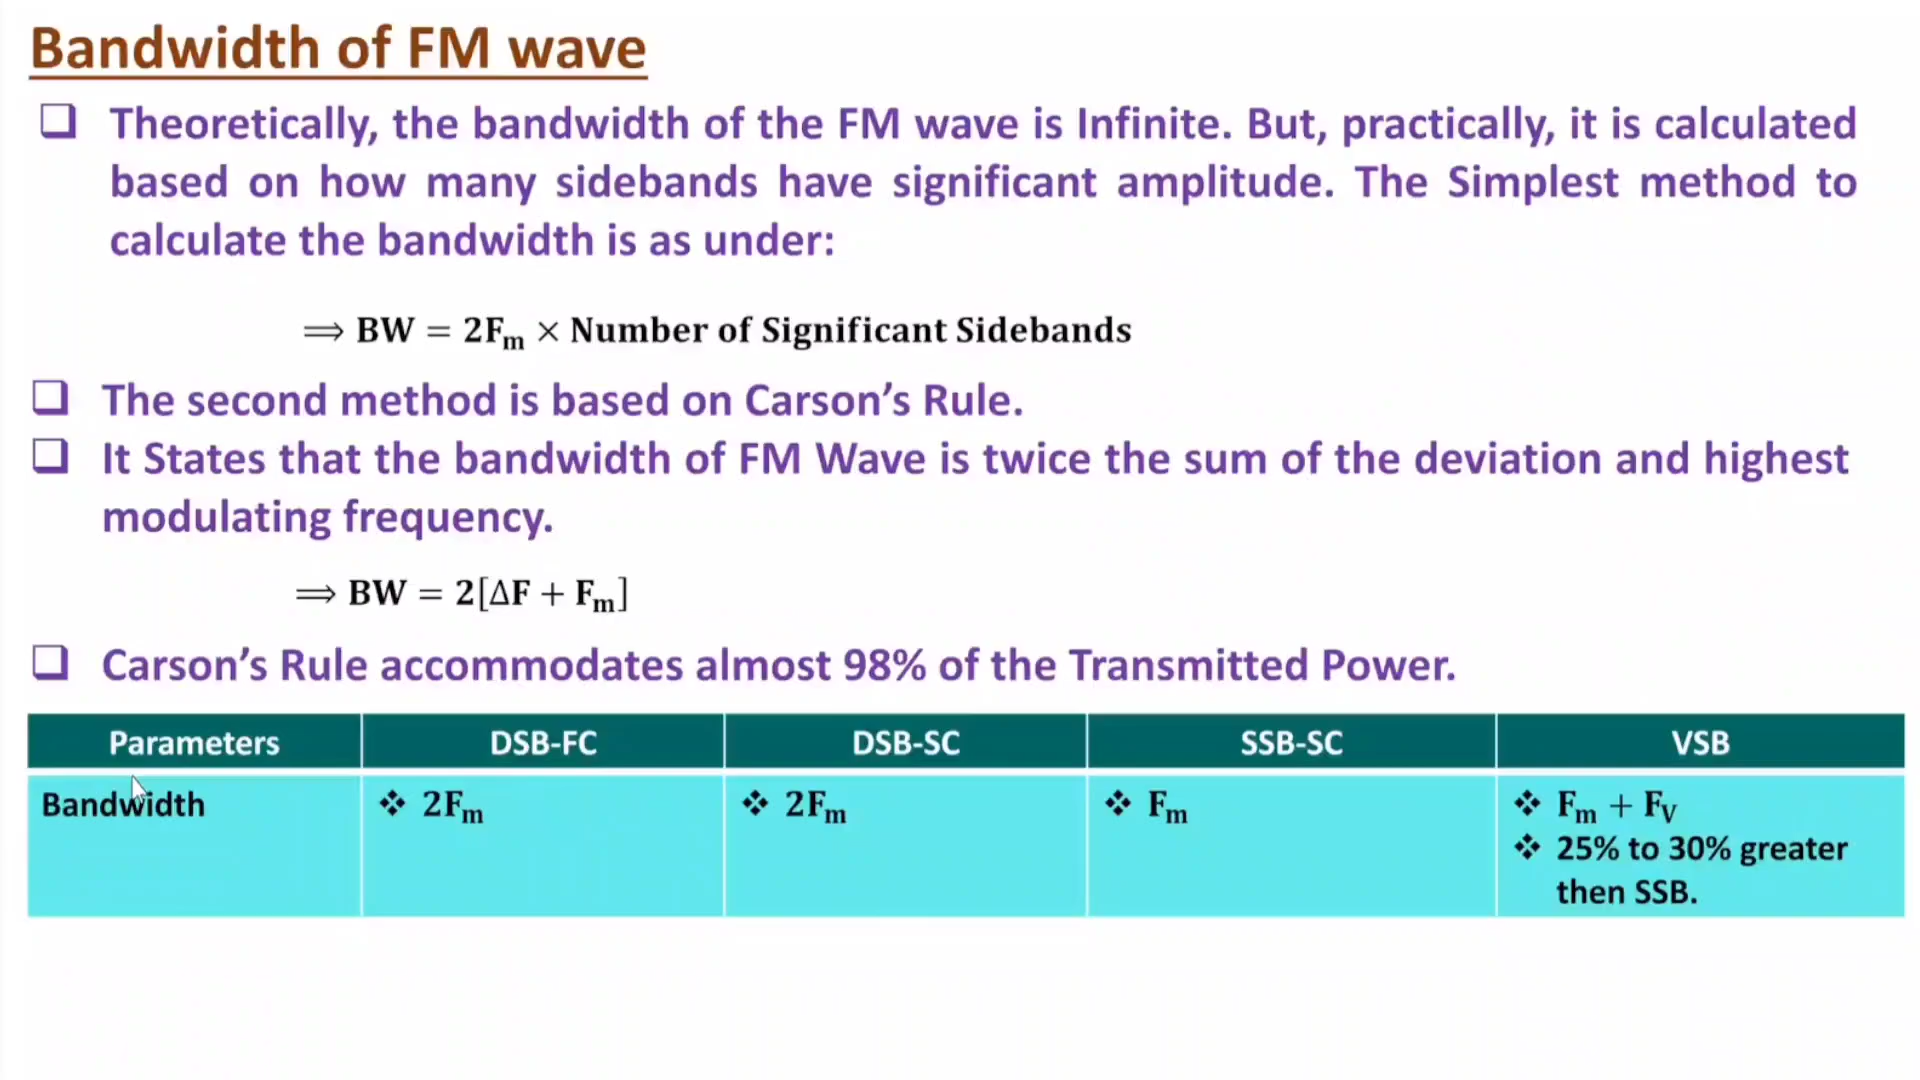 Bandwidth of FM wave
❑ Theoretically, the bandwidth of the FM wave is Infinite. But, practically, it is calculated
based on how many sidebands have significant amplitude. The Simplest method to
calculate the bandwidth is as under:
⟹ BW = 2Fₘ × Number of Significant Sidebands
❑ The second method is based on Carson’s Rule.
❑ It States that the bandwidth of FM Wave is twice the sum of the deviation and highest
modulating frequency.
⟹ BW = 2[ΔF + Fₘ]
❑ Carson’s Rule accommodates almost 98% of the Transmitted Power.
Parameters DSB-FC DSB-SC SSB-SC VSB
Bandwidth ❖ 2Fₘ ❖ 2Fₘ ❖ Fₘ ❖ Fₘ + F_V
❖ 25% to 30% greater
then SSB.